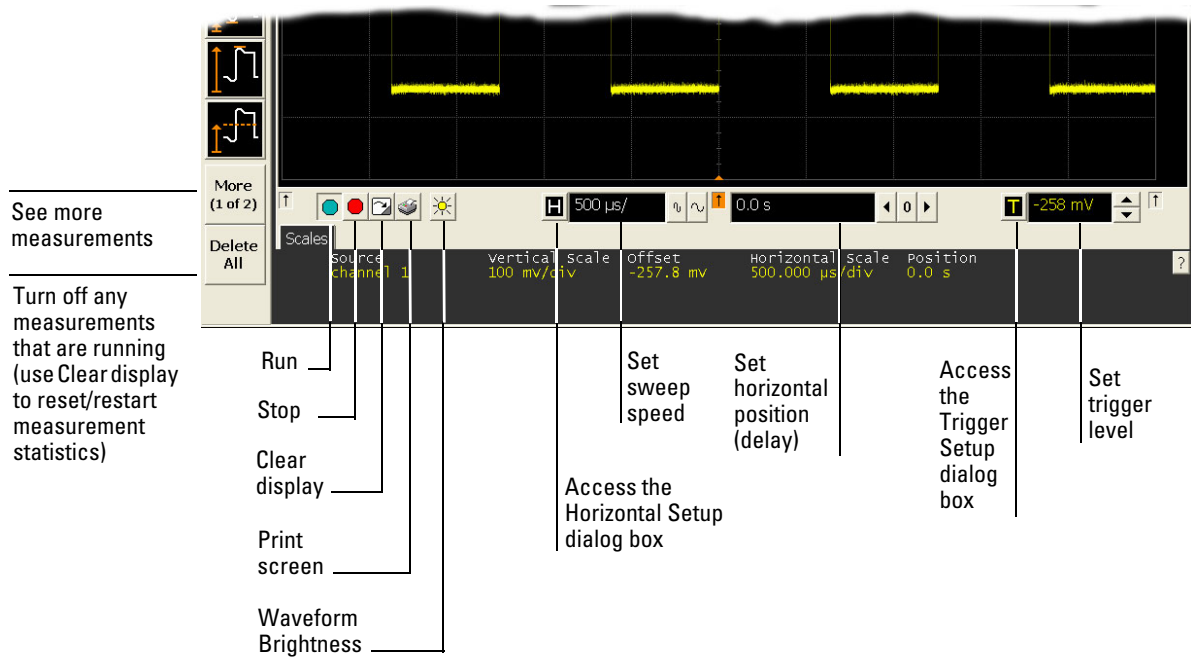 More
(1 of 2)
Delete
All
H
500 µs/
0.0 s
0
T
-258 mV
Scales
Source
Vertical Scale
Offset
Horizontal Scale
Position
channel 1
100 mV/div
-257.8 mV
500.000 µs/div
0.0 s
?
See more
measurements
Turn off any
measurements
that are running
(use Clear display
to reset/restart
measurement
statistics)
Run
Stop
Clear
display
Print
screen
Waveform
Brightness
Access the
Horizontal Setup
dialog box
Set
sweep
speed
Set
horizontal
position
(delay)
Access
the
Trigger
Setup
dialog
box
Set
trigger
level